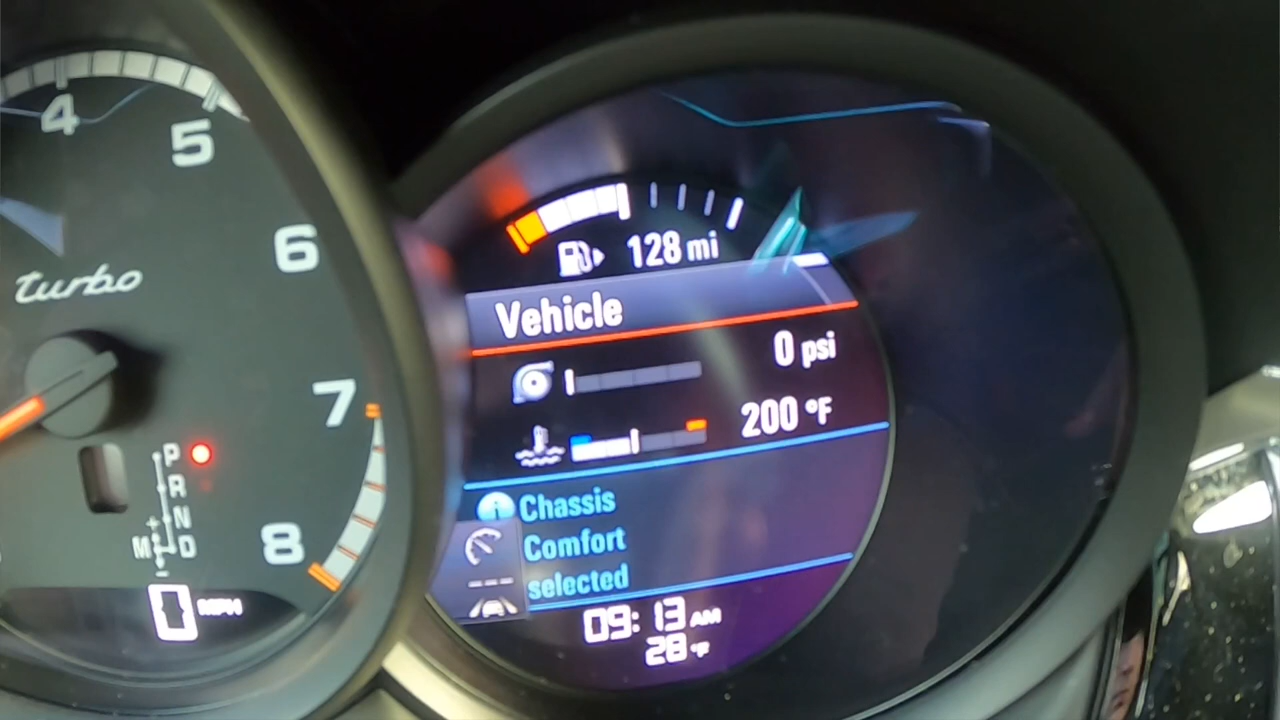 4
5
6
7
8
turbo
P
R
N
M D
+
-
0 MPH
128 mi
Vehicle
0 psi
200 °F
Chassis
Comfort
selected
---
09:13 AM
28 °F